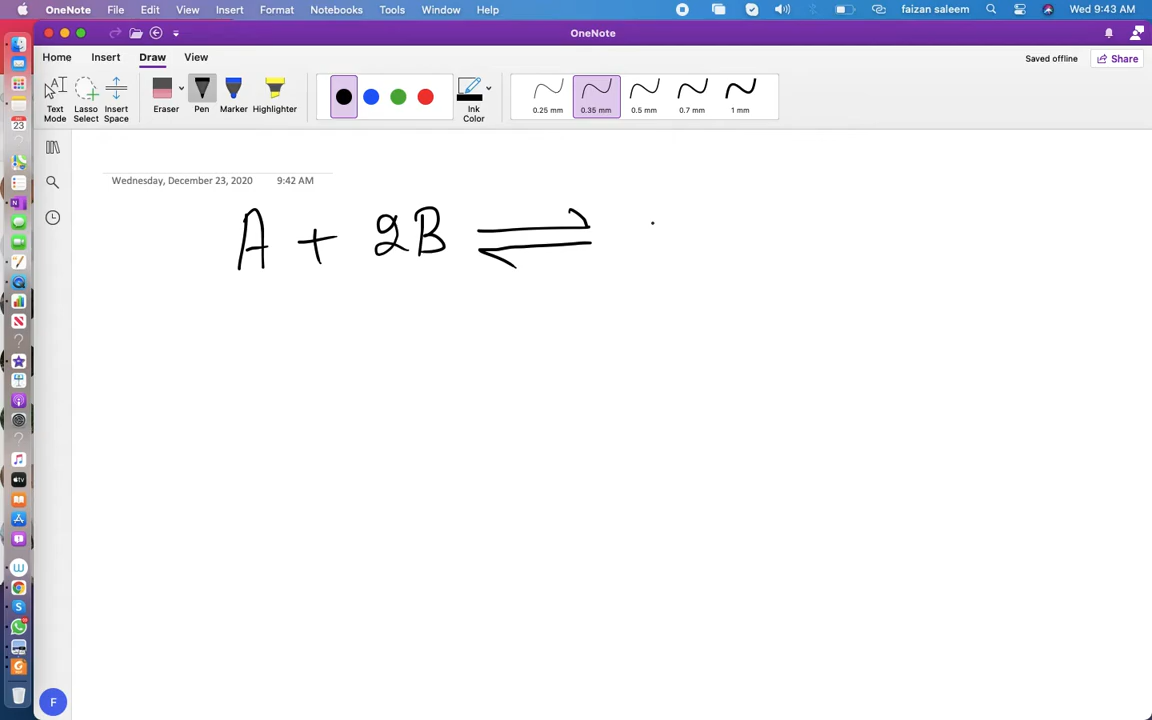 OneNote File Edit View Insert Format Notebooks Tools Window Help faizan saleem Wed 9:43 AM
OneNote
Home Insert Draw View Saved offline Share
Text Mode
Lasso Select
Insert Space
Eraser
Pen
Marker
Highlighter
Ink Color
0.25 mm
0.35 mm
0.5 mm
0.7 mm
1 mm
Wednesday, December 23, 2020 9:42 AM
A + 2B ⇌
F